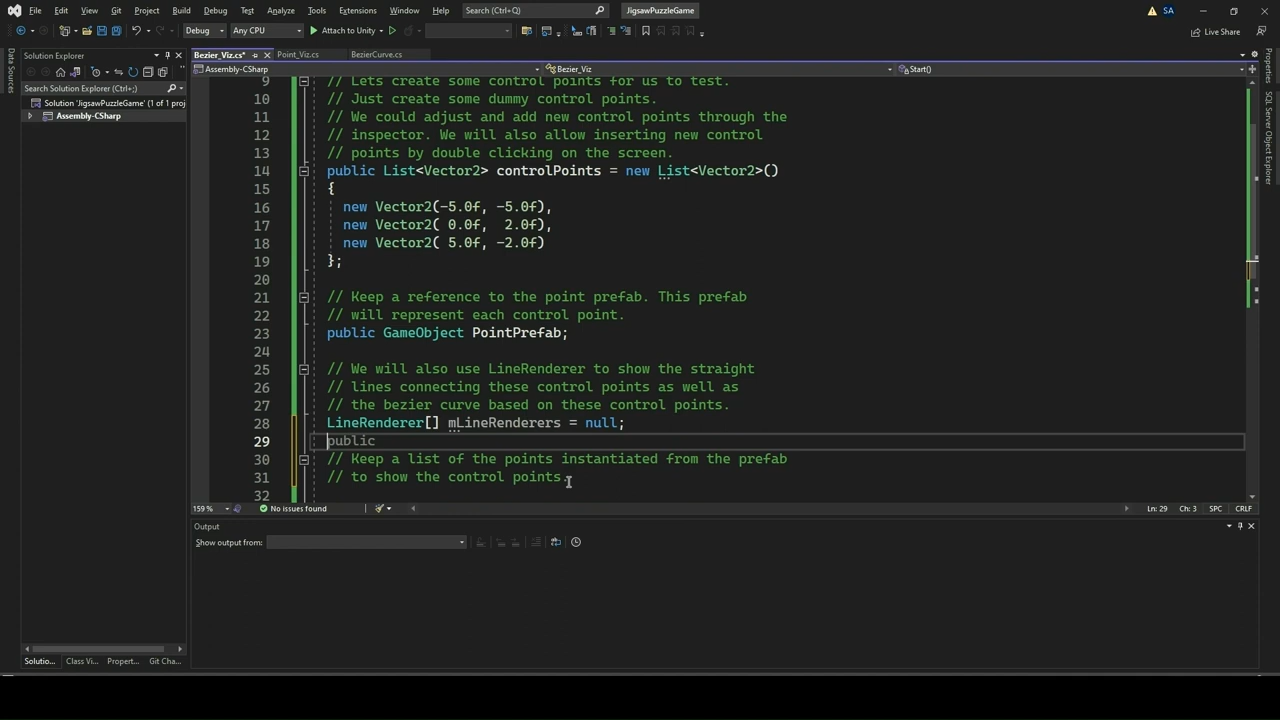 File Edit View Git Project Build Debug Test Analyze Tools Extensions Window Help Search (Ctrl+Q) JigsawPuzzleGame SA
Debug Any CPU Attach to Unity Live Share
Data Sources
Solution Explorer
Search Solution Explorer (Ctrl+;)
Solution 'JigsawPuzzleGame' (1 of 1 proj
Assembly-CSharp
Bezier_Viz.cs* Point_Viz.cs BezierCurve.cs
Assembly-CSharp Bezier_Viz Start()
9 // Lets create some control points for us to test.
10 // Just create some dummy control points.
11 // We could adjust and add new control points through the
12 // inspector. We will also allow inserting new control
13 // points by double clicking on the screen.
14 public List<Vector2> controlPoints = new List<Vector2>()
15 {
16 new Vector2(-5.0f, -5.0f),
17 new Vector2( 0.0f,  2.0f),
18 new Vector2( 5.0f, -2.0f)
19 };
20
21 // Keep a reference to the point prefab. This prefab
22 // will represent each control point.
23 public GameObject PointPrefab;
24
25 // We will also use LineRenderer to show the straight
26 // lines connecting these control points as well as
27 // the bezier curve based on these control points.
28 LineRenderer[] mLineRenderers = null;
29 public
30 // Keep a list of the points instantiated from the prefab
31 // to show the control points.
32
159 % No issues found Ln: 29 Ch: 3 SPC CRLF
Output
Show output from:
Solutio... Class Vi... Propert... Git Cha...
Properties
SQL Server Object Explorer